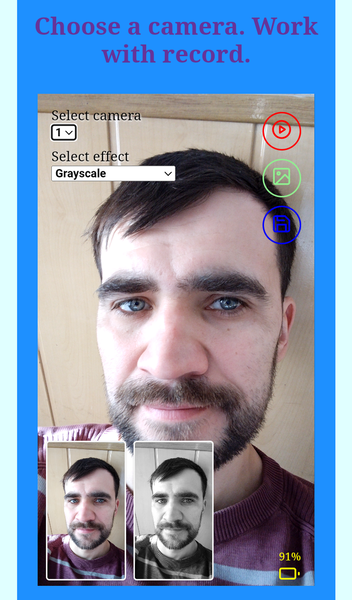 Choose a camera. Work
with record.
Select camera
1
Select effect
Grayscale
91%